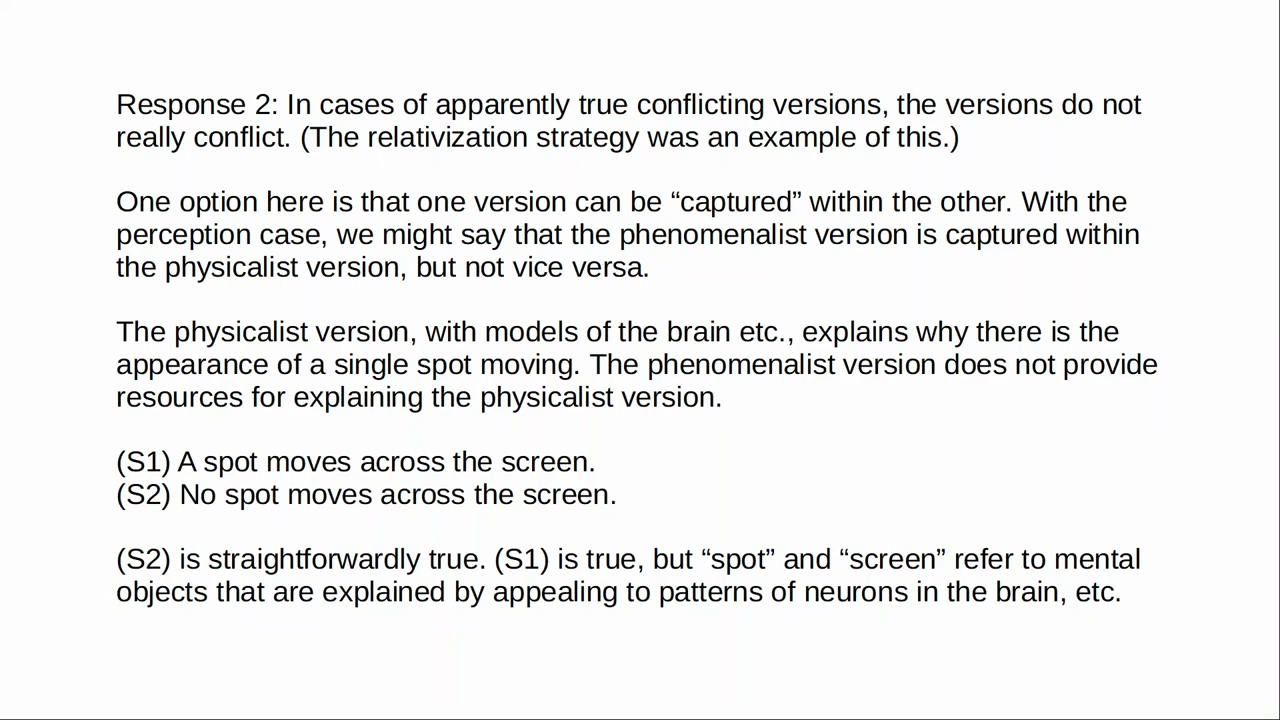 Response 2: In cases of apparently true conflicting versions, the versions do not
really conflict. (The relativization strategy was an example of this.)
One option here is that one version can be “captured” within the other. With the
perception case, we might say that the phenomenalist version is captured within
the physicalist version, but not vice versa.
The physicalist version, with models of the brain etc., explains why there is the
appearance of a single spot moving. The phenomenalist version does not provide
resources for explaining the physicalist version.
(S1) A spot moves across the screen.
(S2) No spot moves across the screen.
(S2) is straightforwardly true. (S1) is true, but “spot” and “screen” refer to mental
objects that are explained by appealing to patterns of neurons in the brain, etc.